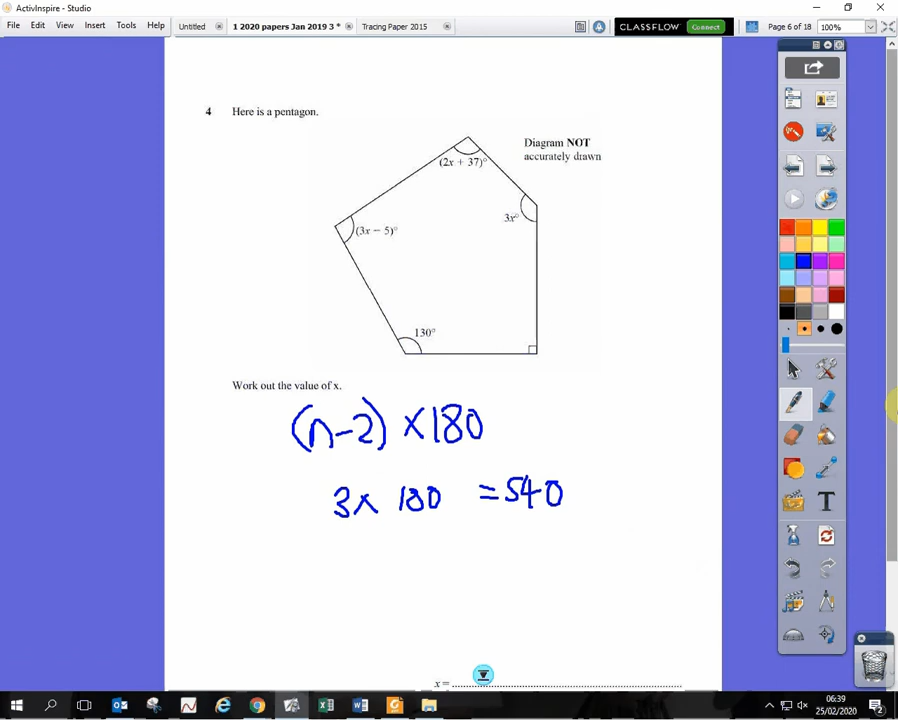 ActivInspire - Studio
File Edit View Insert Tools Help
Untitled
1 2020 papers Jan 2019 3 *
Tracing Paper 2015
CLASSFLOW Connect
Page 6 of 18
100%
4 Here is a pentagon.
Diagram NOT
accurately drawn
(2x + 37)°
3x°
(3x − 5)°
130°
Work out the value of x.
(n-2) ×180
3× 180 =540
x = ................................................................
T
06:39
25/02/2020
2